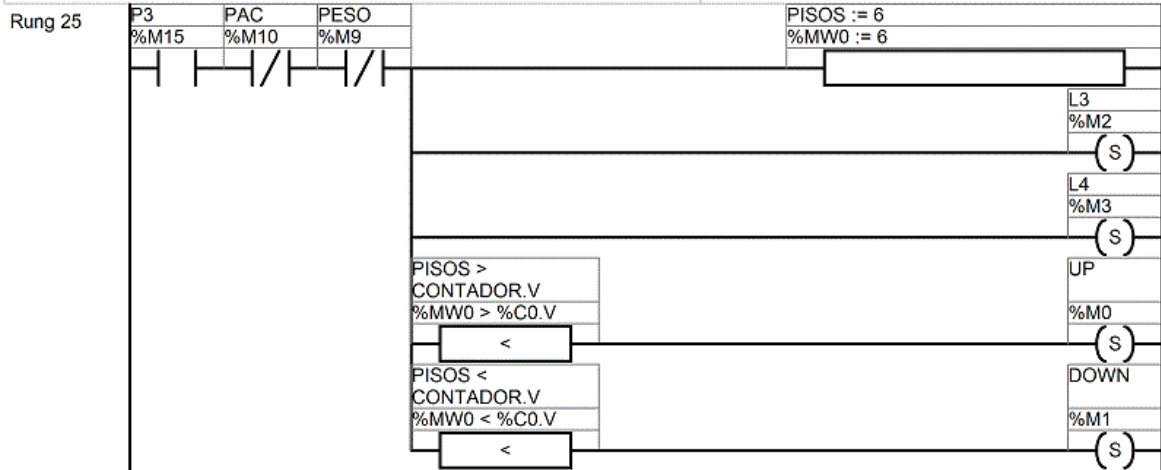 Rung 25
P3 PAC PESO PISOS := 6
%M15 %M10 %M9 %MW0 := 6
L3
%M2
S
L4
%M3
S
PISOS > UP
CONTADOR.V
%MW0 > %C0.V %M0
< S
PISOS < DOWN
CONTADOR.V
%MW0 < %C0.V %M1
< S